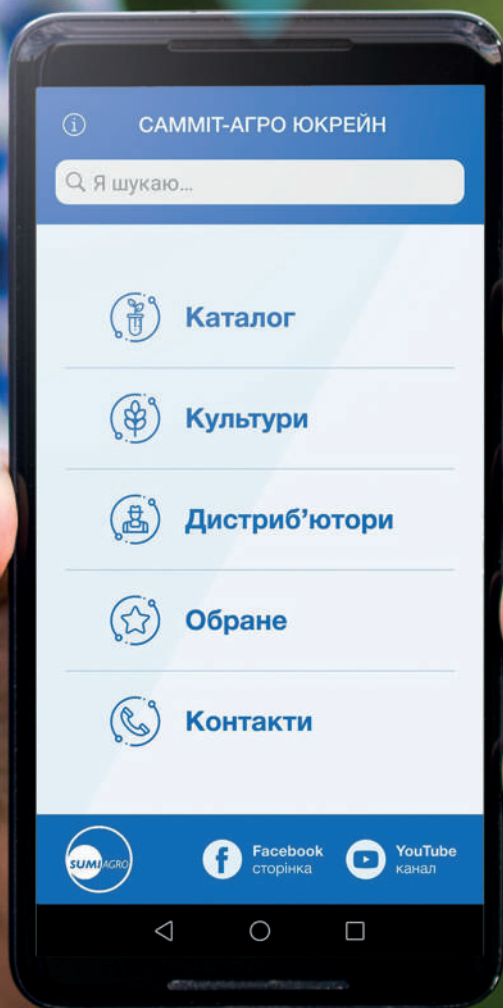 САММІТ-АГРО ЮКРЕЙН
Я шукаю...
Каталог
Культури
Дистриб’ютори
Обране
Контакти
SUMI AGRO
Facebook
сторінка
YouTube
канал